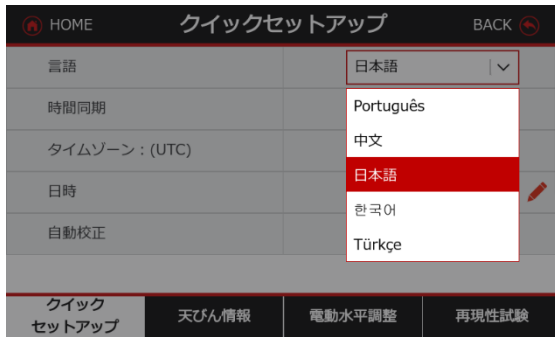 HOME クイックセットアップ BACK
言語 日本語
時間同期
タイムゾーン：(UTC)
日時
自動校正
Português
中文
日本語
한국어
Türkçe
クイック
セットアップ
天びん情報 電動水平調整 再現性試験